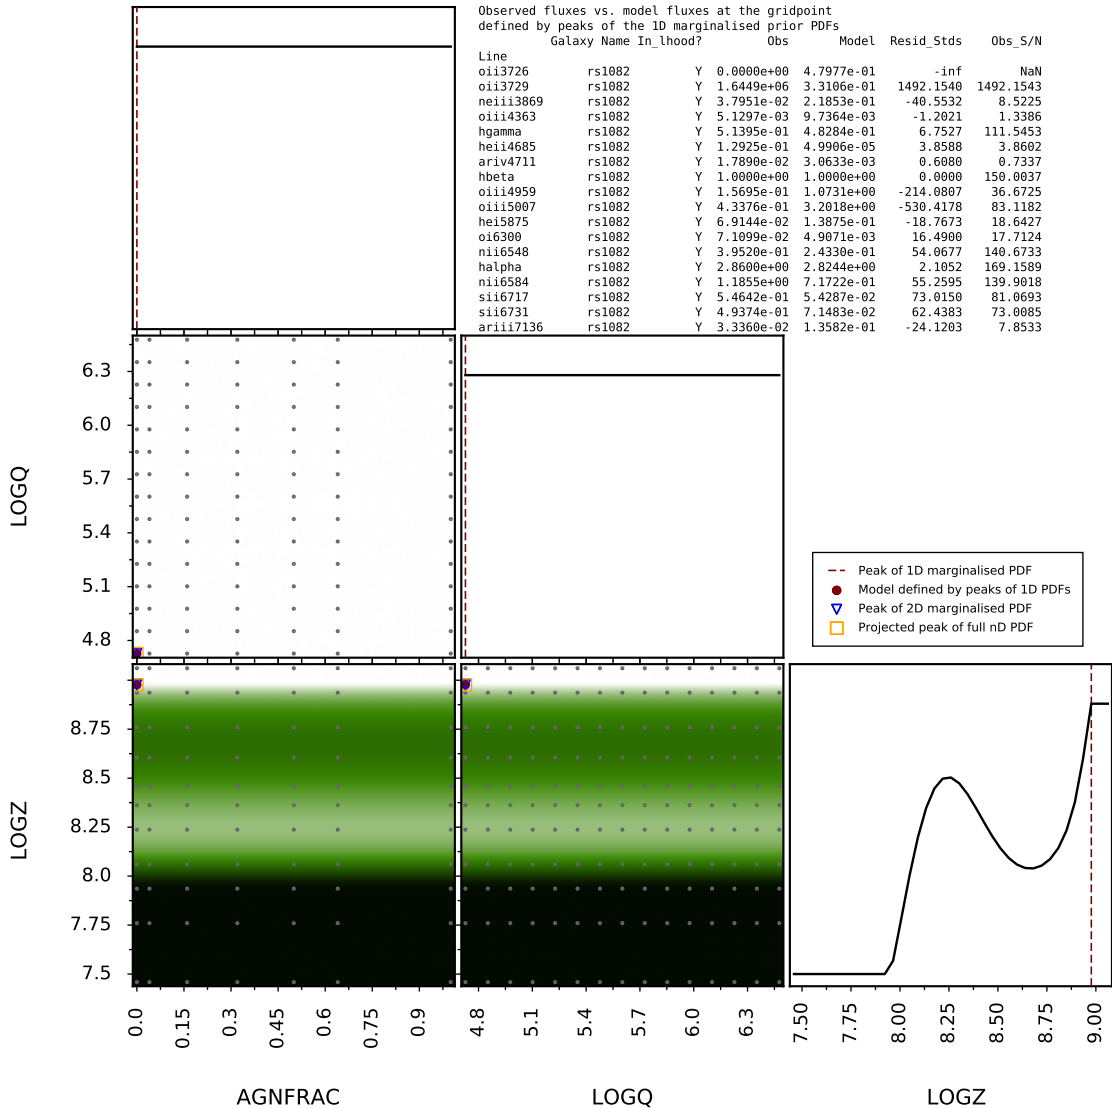 Observed fluxes vs. model fluxes at the gridpoint
defined by peaks of the 1D marginalised prior PDFs
Galaxy Name In_lhood? Obs Model Resid_Stds Obs_S/N
Line
oii3726 rs1082 Y 0.0000e+00 4.7977e-01 -inf NaN
oii3729 rs1082 Y 1.6449e+06 3.3106e-01 1492.1540 1492.1543
neiii3869 rs1082 Y 3.7951e-02 2.1853e-01 -40.5532 8.5225
oiii4363 rs1082 Y 5.1297e-03 9.7364e-03 -1.2021 1.3386
hgamma rs1082 Y 5.1395e-01 4.8284e-01 6.7527 111.5453
heii4685 rs1082 Y 1.2925e-01 4.9906e-05 3.8588 3.8602
ariv4711 rs1082 Y 1.7890e-02 3.0633e-03 0.6080 0.7337
hbeta rs1082 Y 1.0000e+00 1.0000e+00 0.0000 150.0037
oiii4959 rs1082 Y 1.5695e-01 1.0731e+00 -214.0807 36.6725
oiii5007 rs1082 Y 4.3376e-01 3.2018e+00 -530.4178 83.1182
hei5875 rs1082 Y 6.9144e-02 1.3875e-01 -18.7673 18.6427
oi6300 rs1082 Y 7.1099e-02 4.9071e-03 16.4900 17.7124
nii6548 rs1082 Y 3.9520e-01 2.4330e-01 54.0677 140.6733
halpha rs1082 Y 2.8600e+00 2.8244e+00 2.1052 169.1589
nii6584 rs1082 Y 1.1855e+00 7.1722e-01 55.2595 139.9018
sii6717 rs1082 Y 5.4642e-01 5.4287e-02 73.0150 81.0693
sii6731 rs1082 Y 4.9374e-01 7.1483e-02 62.4383 73.0085
ariii7136 rs1082 Y 3.3360e-02 1.3582e-01 -24.1203 7.8533
6.3
6.0
5.7
5.4
5.1
4.8
LOGQ
Peak of 1D marginalised PDF
Model defined by peaks of 1D PDFs
Peak of 2D marginalised PDF
Projected peak of full nD PDF
8.75
8.5
8.25
8.0
7.75
7.5
LOGZ
0.0 0.15 0.3 0.45 0.6 0.75 0.9
4.8 5.1 5.4 5.7 6.0 6.3
7.50 7.75 8.00 8.25 8.50 8.75 9.00
AGNFRAC LOGQ LOGZ